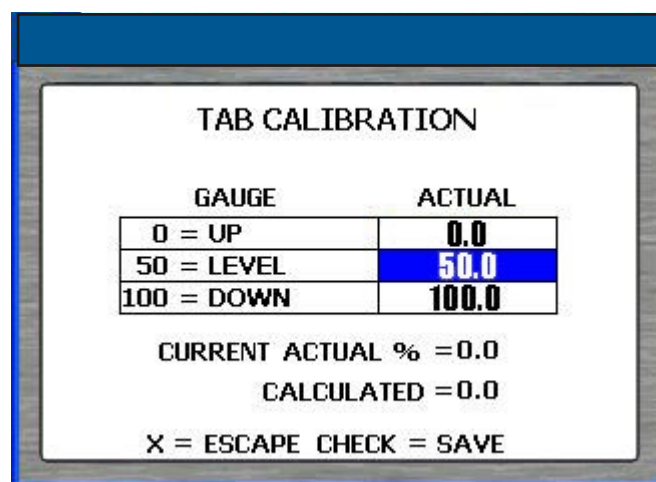 TAB CALIBRATION
GAUGE ACTUAL
0 = UP 0.0
50 = LEVEL 50.0
100 = DOWN 100.0
CURRENT ACTUAL % =0.0
CALCULATED =0.0
X = ESCAPE CHECK = SAVE